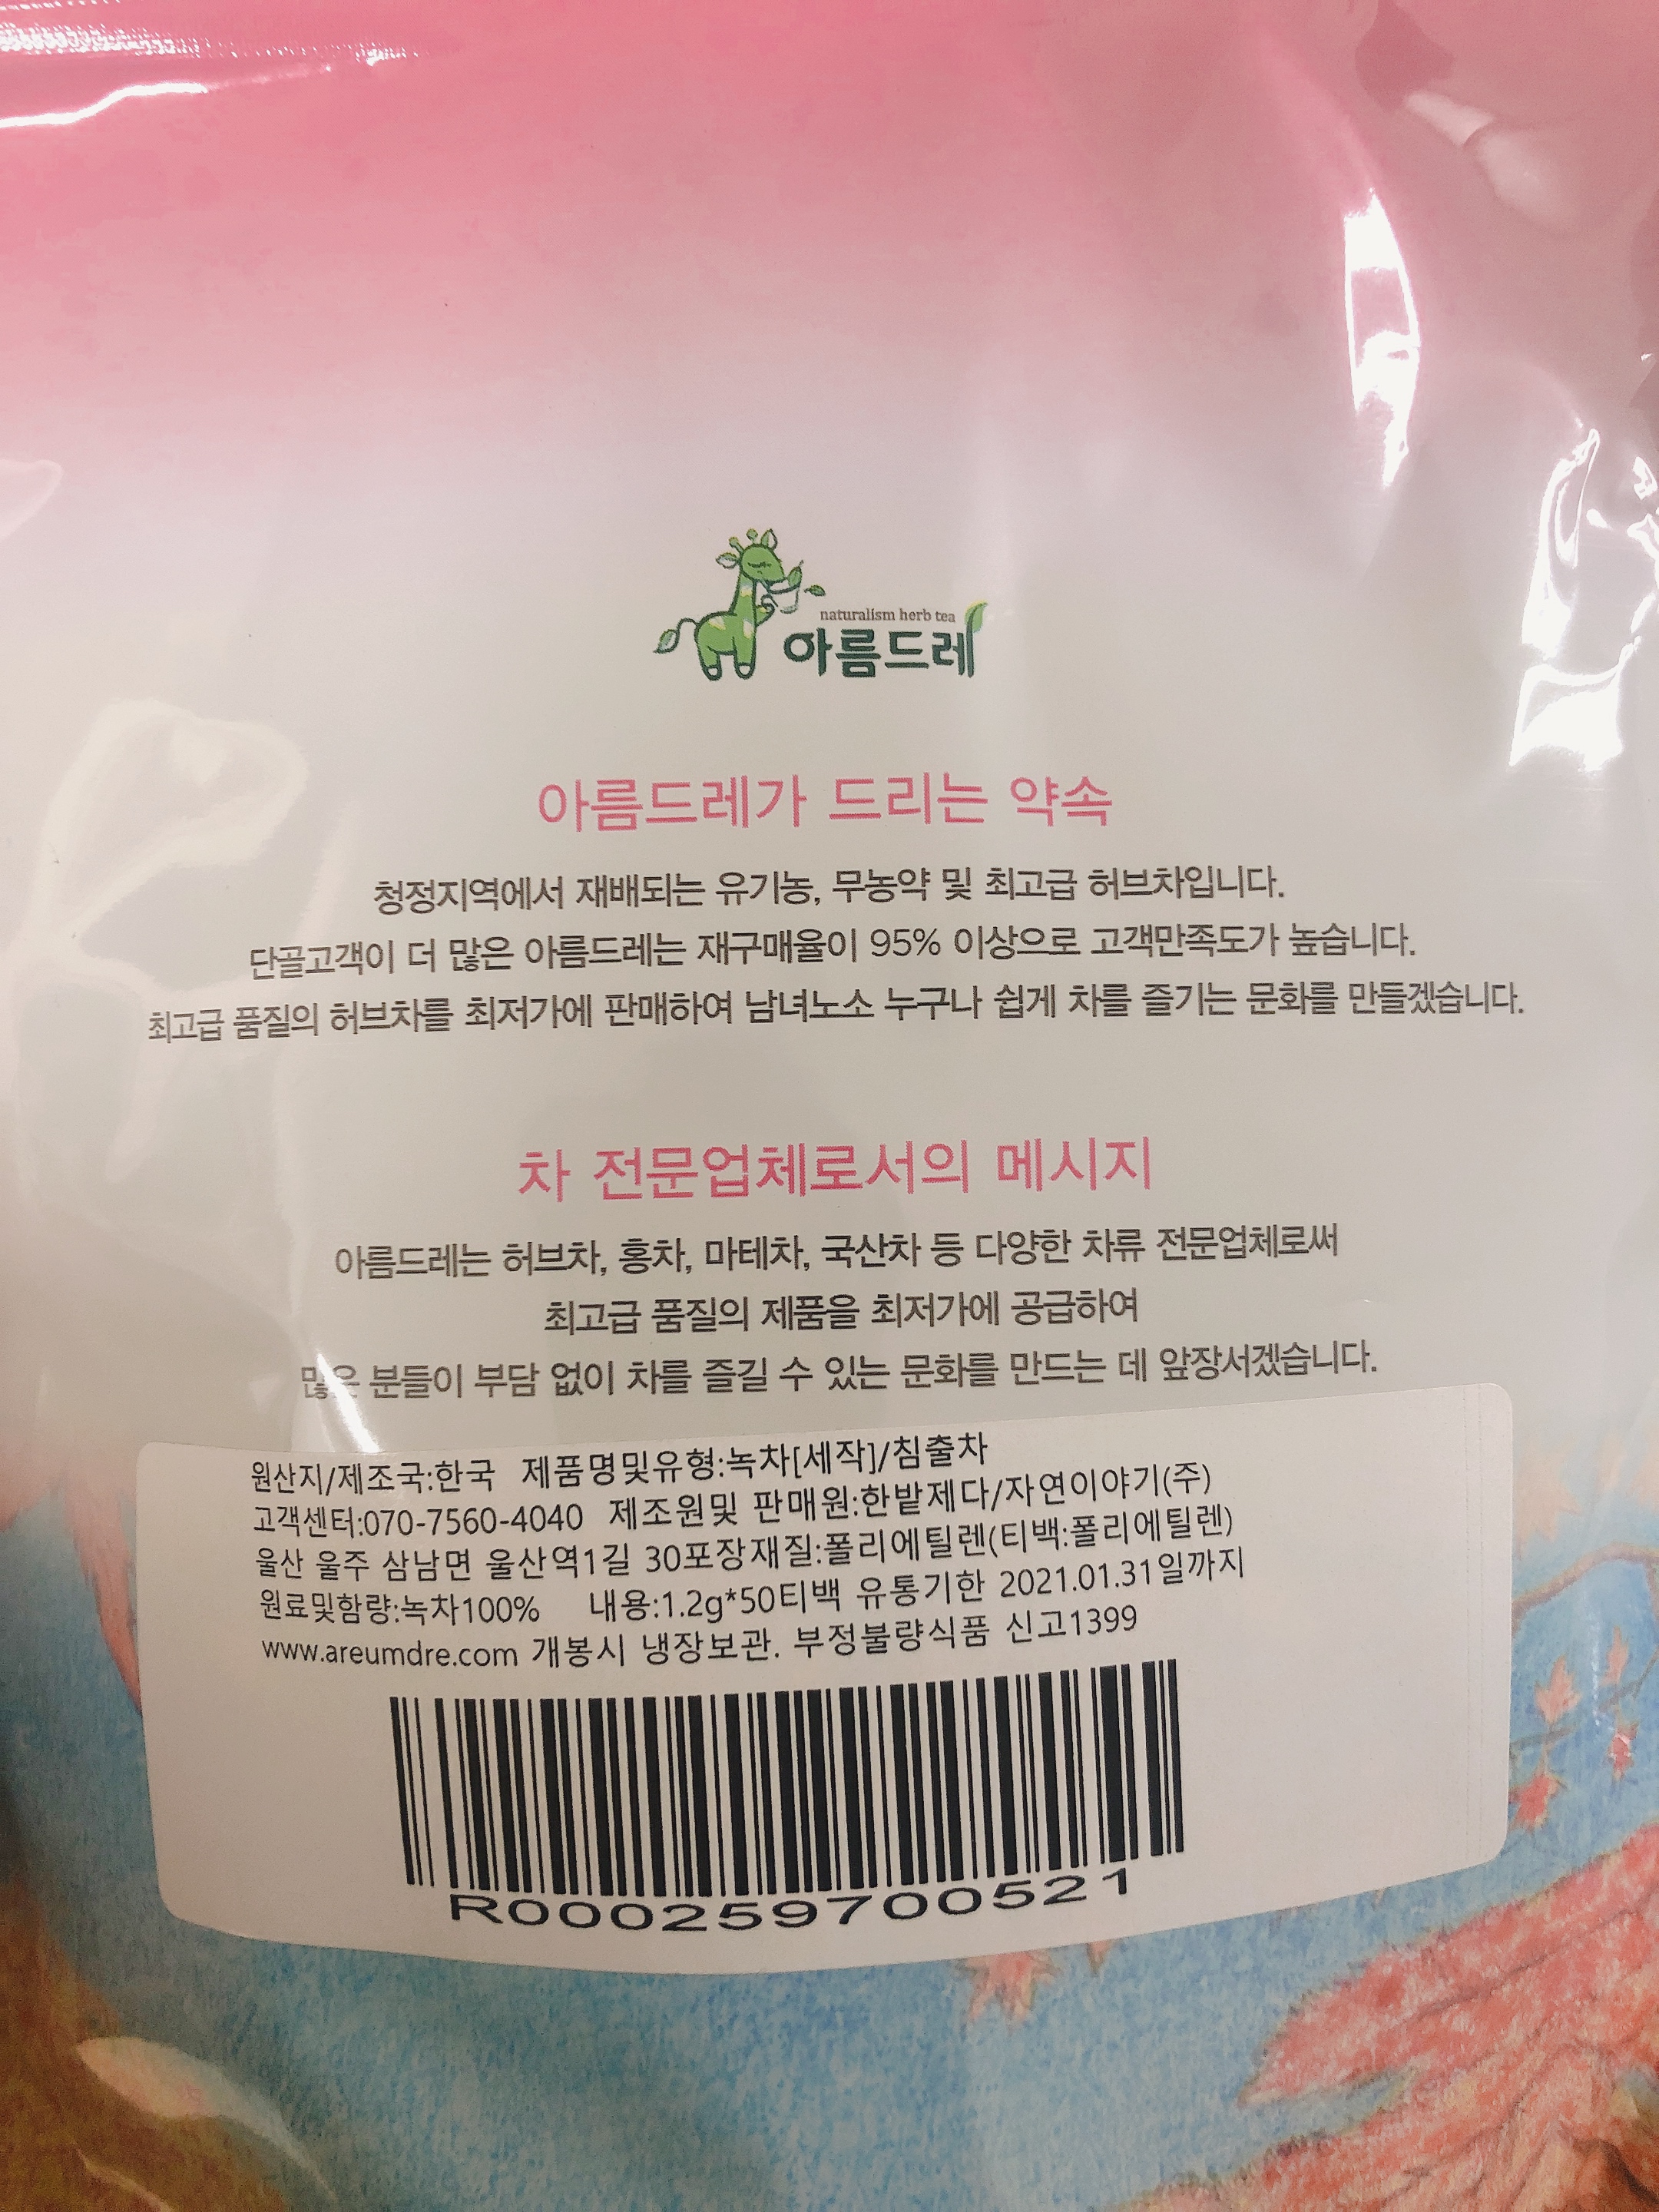 naturalism herb tea
아름드레
아름드레가 드리는 약속
청정지역에서 재배되는 유기농, 무농약 및 최고급 허브차입니다.
단골고객이 더 많은 아름드레는 재구매율이 95% 이상으로 고객만족도가 높습니다.
최고급 품질의 허브차를 최저가에 판매하여 남녀노소 누구나 쉽게 차를 즐기는 문화를 만들겠습니다.
차 전문업체로서의 메시지
아름드레는 허브차, 홍차, 마테차, 국산차 등 다양한 차류 전문업체로써
최고급 품질의 제품을 최저가에 공급하여
많은 분들이 부담 없이 차를 즐길 수 있는 문화를 만드는 데 앞장서겠습니다.
원산지/제조국:한국 제품명및유형:녹차[세작]/침출차
고객센터:070-7560-4040 제조원및 판매원:한밭제다/자연이야기(주)
울산 울주 삼남면 울산역1길 30포장재질:폴리에틸렌(티백:폴리에틸렌)
원료및함량:녹차100% 내용:1.2g*50티백 유통기한 2021.01.31일까지
www.areumdre.com 개봉시 냉장보관. 부정불량식품 신고1399
R00025970​0521